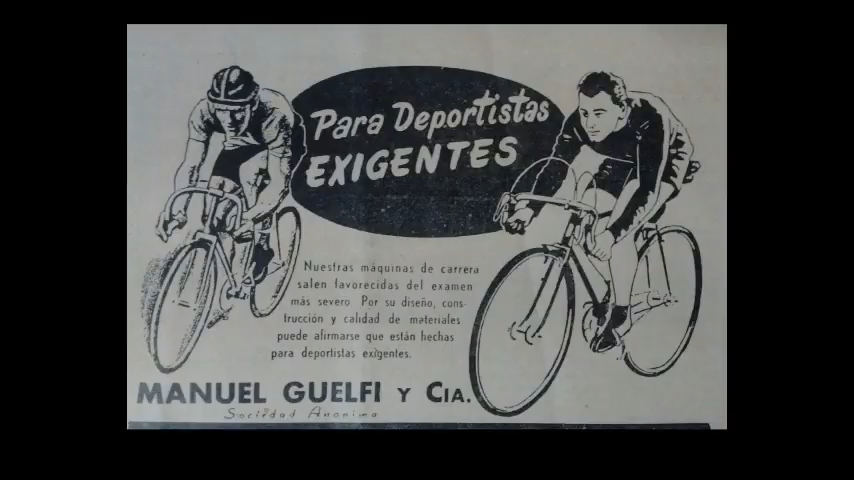 Para Deportistas
EXIGENTES
Nuestras máquinas de carrera
salen favorecidas del examen
más severo. Por su diseño, cons-
trucción y calidad de materiales
puede afirmarse que están hechas
para deportistas exigentes.
MANUEL GUELFI Y CIA.
Sociedad Anonima